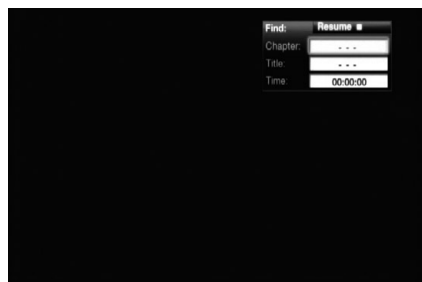 Find: Resume ■
Chapter: - - -
Title: - - -
Time: 00:00:00